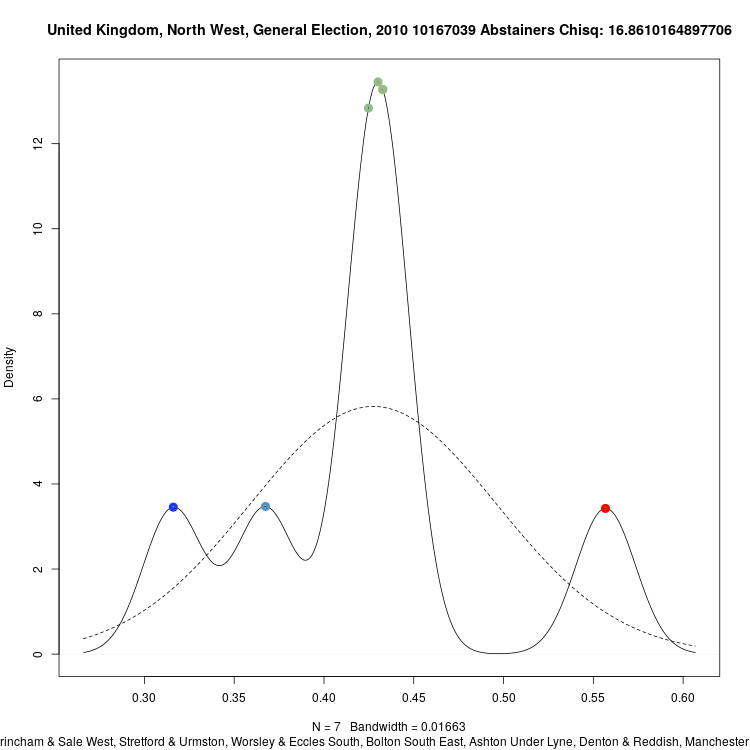 United Kingdom, North West, General Election, 2010 10167039 Abstainers Chisq: 16.8610164897706
Density
12
10
8
6
4
2
0
0.30 0.35 0.40 0.45 0.50 0.55 0.60
N = 7 Bandwidth = 0.01663
rincham & Sale West, Stretford & Urmston, Worsley & Eccles South, Bolton South East, Ashton Under Lyne, Denton & Reddish, Manchester